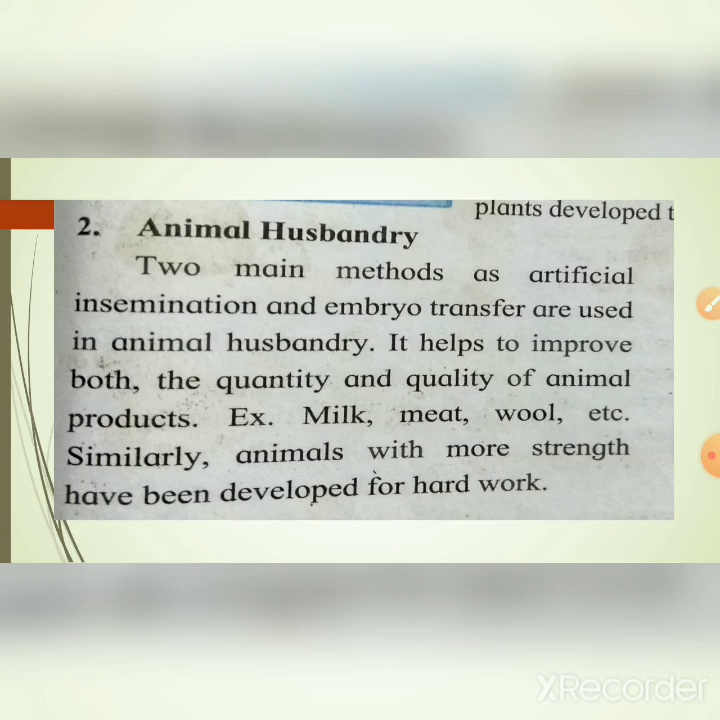 plants developed t
2. Animal Husbandry
Two main methods as artificial
insemination and embryo transfer are used
in animal husbandry. It helps to improve
both, the quantity and quality of animal
products. Ex. Milk, meat, wool, etc.
Similarly, animals with more strength
have been developed for hard work.
XRecorder